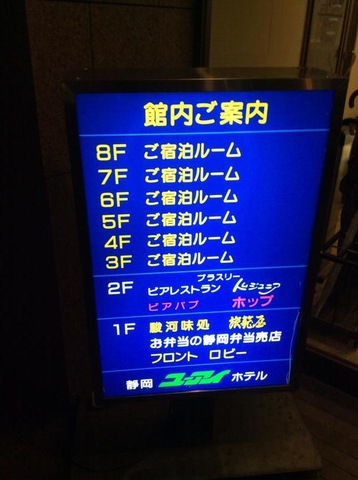 館内ご案内
8F ご宿泊ルーム
7F ご宿泊ルーム
6F ご宿泊ルーム
5F ご宿泊ルーム
4F ご宿泊ルーム
3F ご宿泊ルーム
ブラスリー
2F ビアレストラン
ビアパブ ホップ
1F 駿河味処
お弁当の静岡弁当売店
フロント ロビー
静岡 ユーアイ ホテル